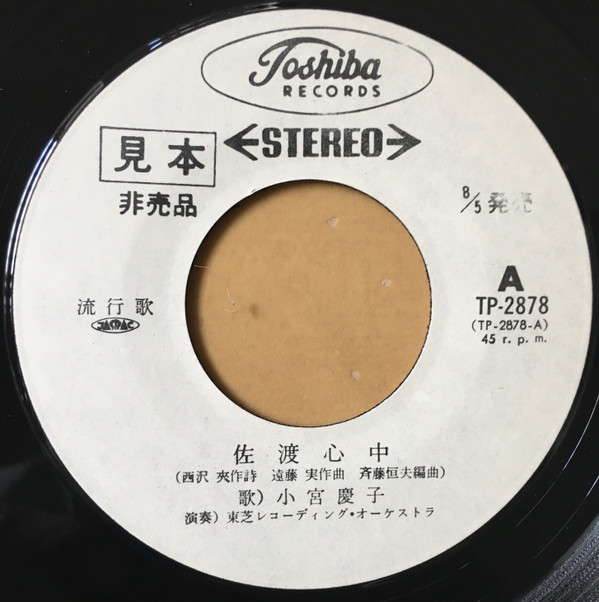 Toshiba
RECORDS
見本
STEREO
非売品
8/5 発売
流行歌
JASRAC
A
TP-2878
(TP-2878-A)
45 r.p.m.
佐渡心中
(西沢 爽作詩 遠藤 実作曲 斉藤恒夫編曲)
歌) 小宮慶子
演奏) 東芝レコーディング・オーケストラ